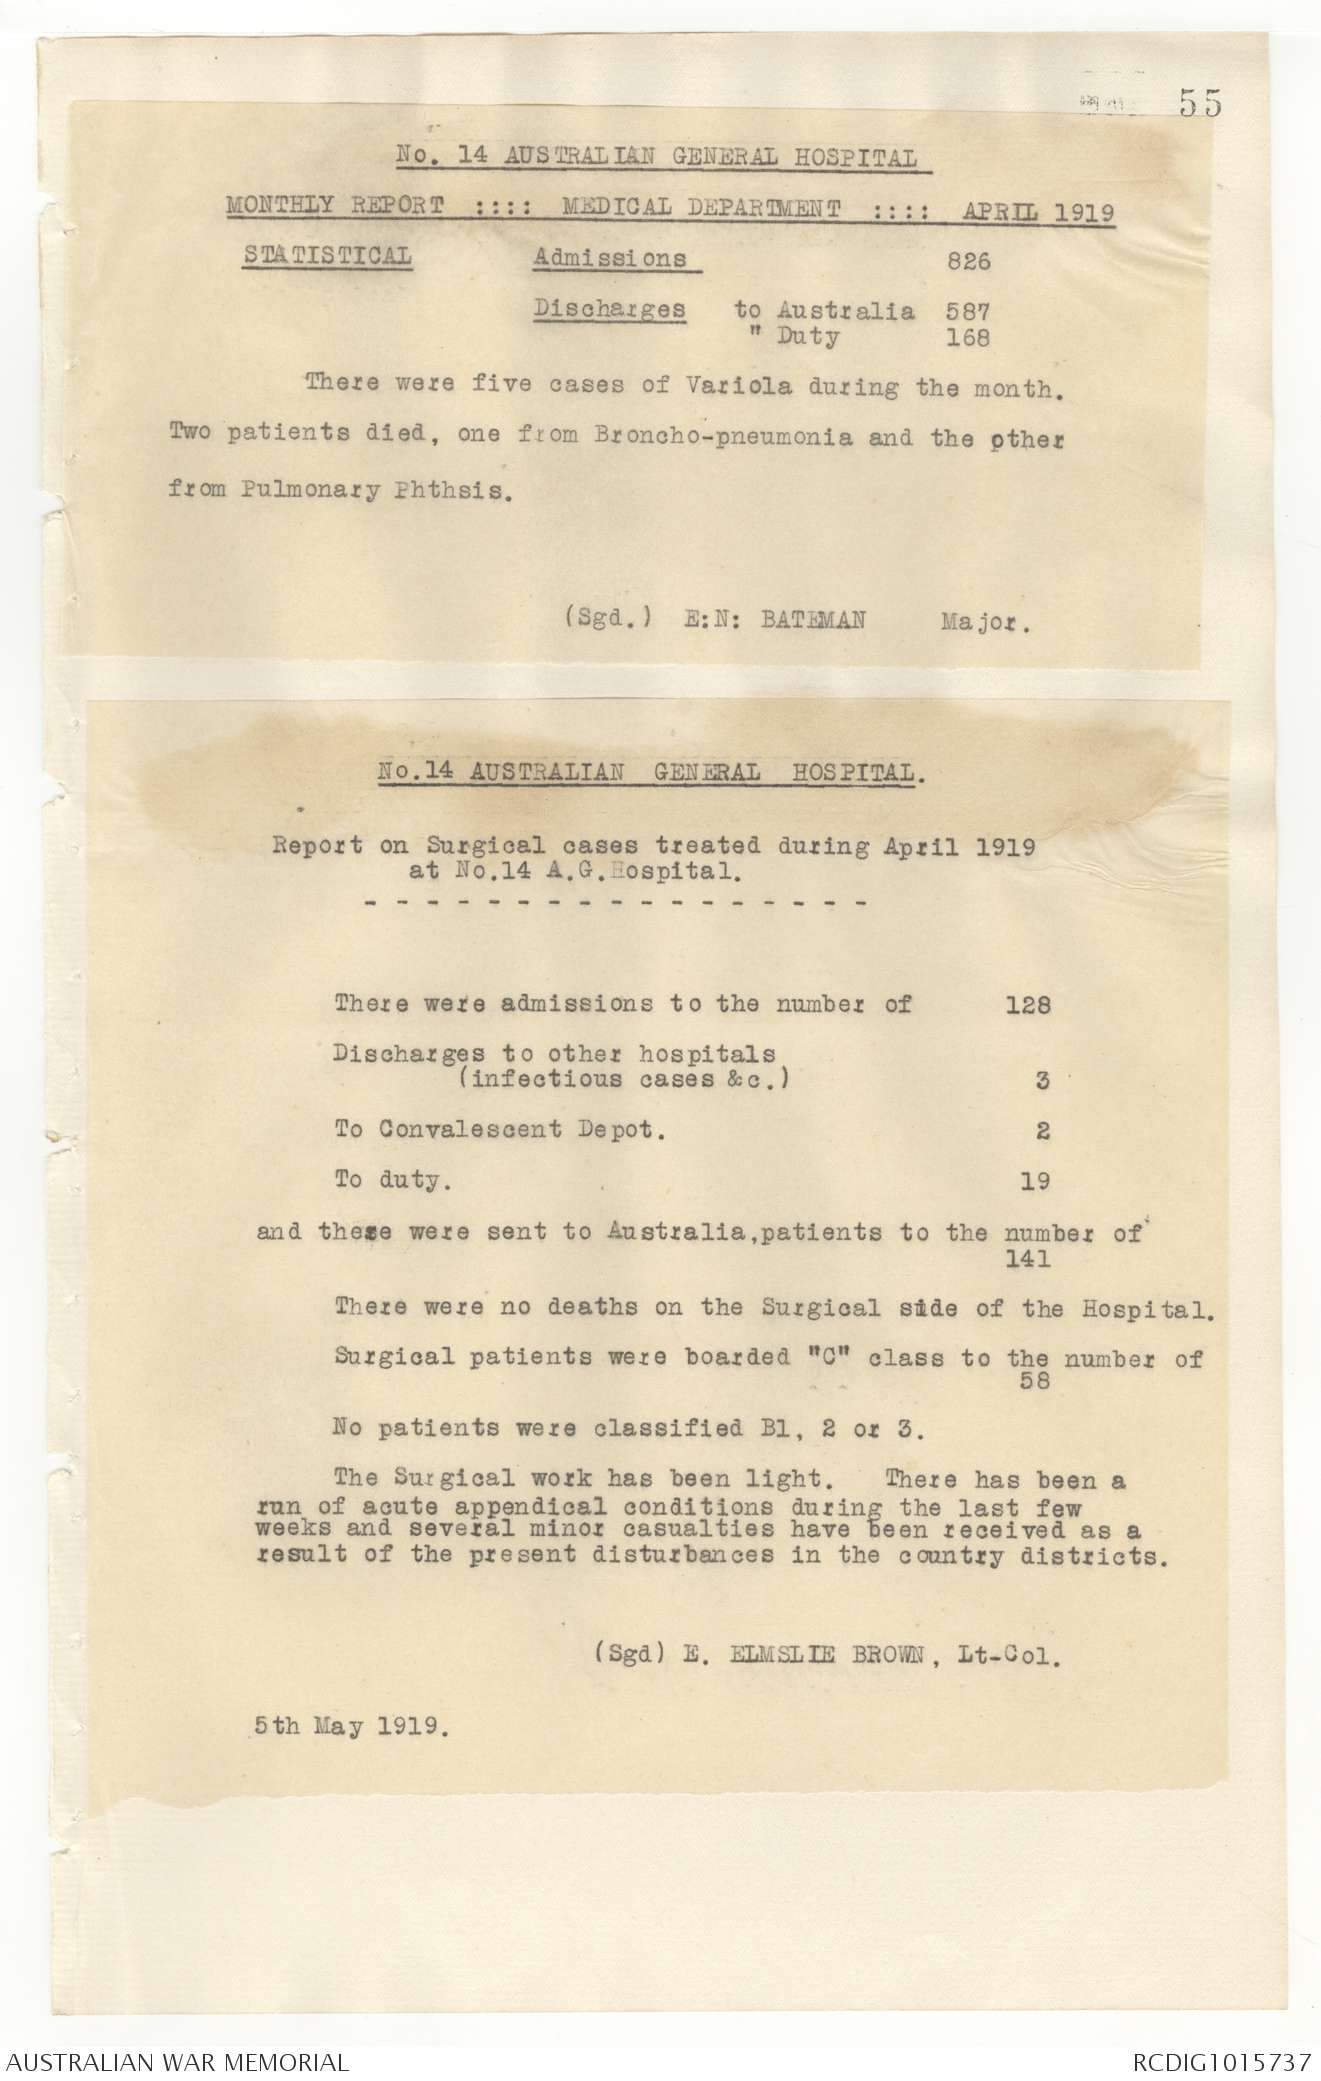 55
No. 14 AUSTRALIAN GENERAL HOSPITAL
MONTHLY REPORT :::: MEDICAL DEPARTMENT :::: APRIL 1919
STATISTICAL Admissions 826
Discharges to Australia 587
" Duty 168
There were five cases of Variola during the month.
Two patients died, one from Broncho-pneumonia and the other
from Pulmonary Phthsis.
(Sgd.) E:N: BATEMAN Major.
No.14 AUSTRALIAN GENERAL HOSPITAL.
Report on Surgical cases treated during April 1919
at No.14 A.G.Hospital.
- - - - - - - - - - - - - - - - -
There were admissions to the number of 128
Discharges to other hospitals
(infectious cases &c.) 3
To Convalescent Depot. 2
To duty. 19
and there were sent to Australia,patients to the number of
141
There were no deaths on the Surgical side of the Hospital.
Surgical patients were boarded "C" class to the number of
58
No patients were classified B1, 2 or 3.
The Surgical work has been light. There has been a
run of acute appendical conditions during the last few
weeks and several minor casualties have been received as a
result of the present disturbances in the country districts.
(Sgd) E. ELMSLIE BROWN, Lt-Col.
5th May 1919.
AUSTRALIAN WAR MEMORIAL
RCDIG1015737